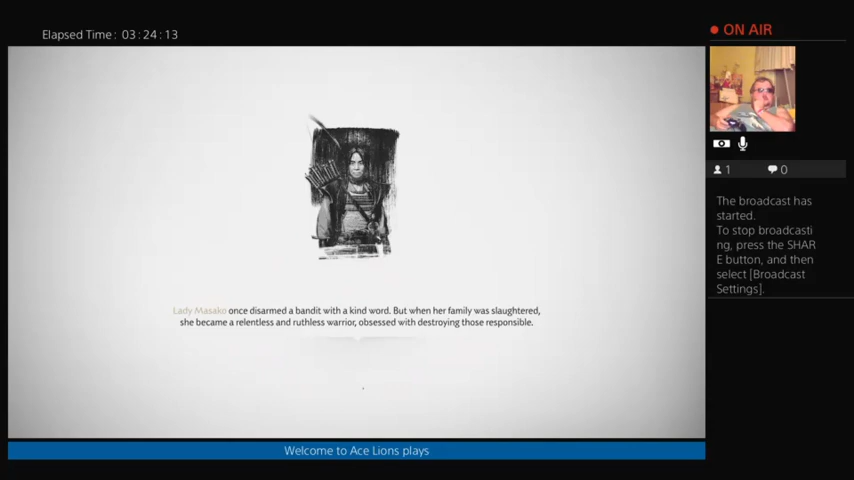 Elapsed Time : 03 : 24 : 13
ON AIR
1
0
The broadcast has
started.
To stop broadcasti
ng, press the SHAR
E button, and then
select [Broadcast
Settings].
Lady Masako once disarmed a bandit with a kind word. But when her family was slaughtered,
she became a relentless and ruthless warrior, obsessed with destroying those responsible.
Welcome to Ace Lions plays